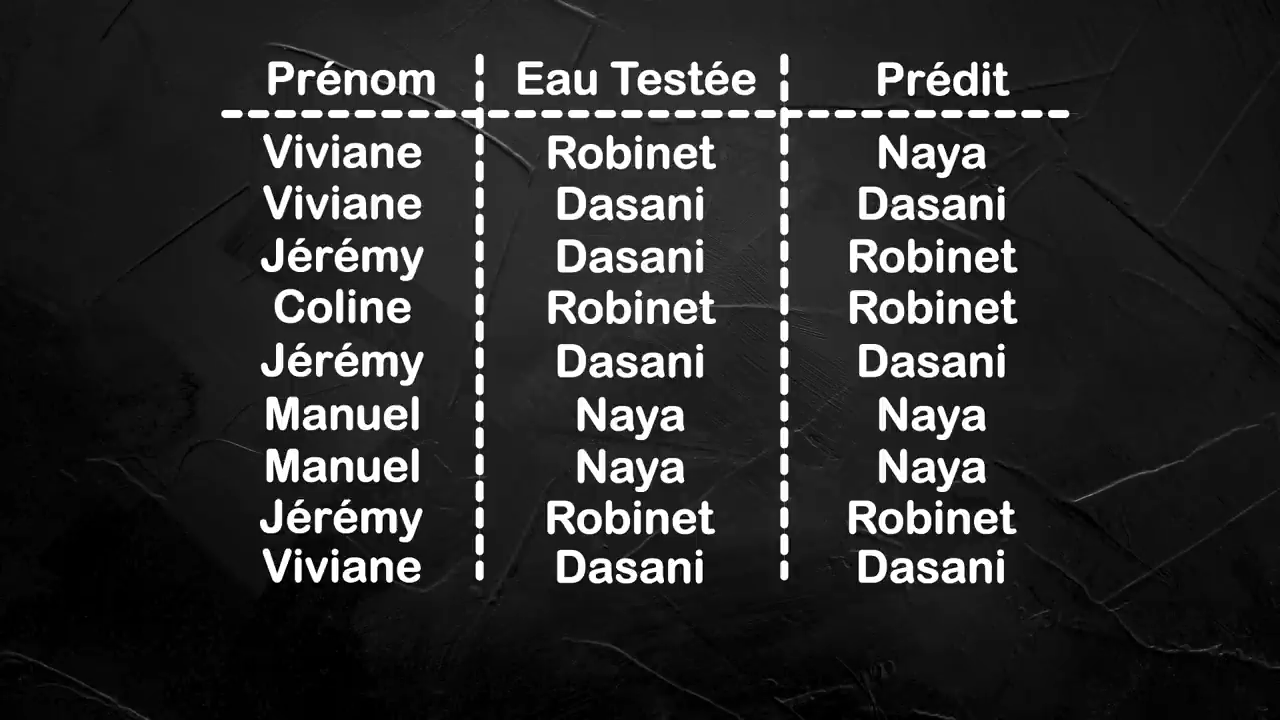 Prénom Eau Testée Prédit
Viviane Robinet Naya
Viviane Dasani Dasani
Jérémy Dasani Robinet
Coline Robinet Robinet
Jérémy Dasani Dasani
Manuel Naya Naya
Manuel Naya Naya
Jérémy Robinet Robinet
Viviane Dasani Dasani